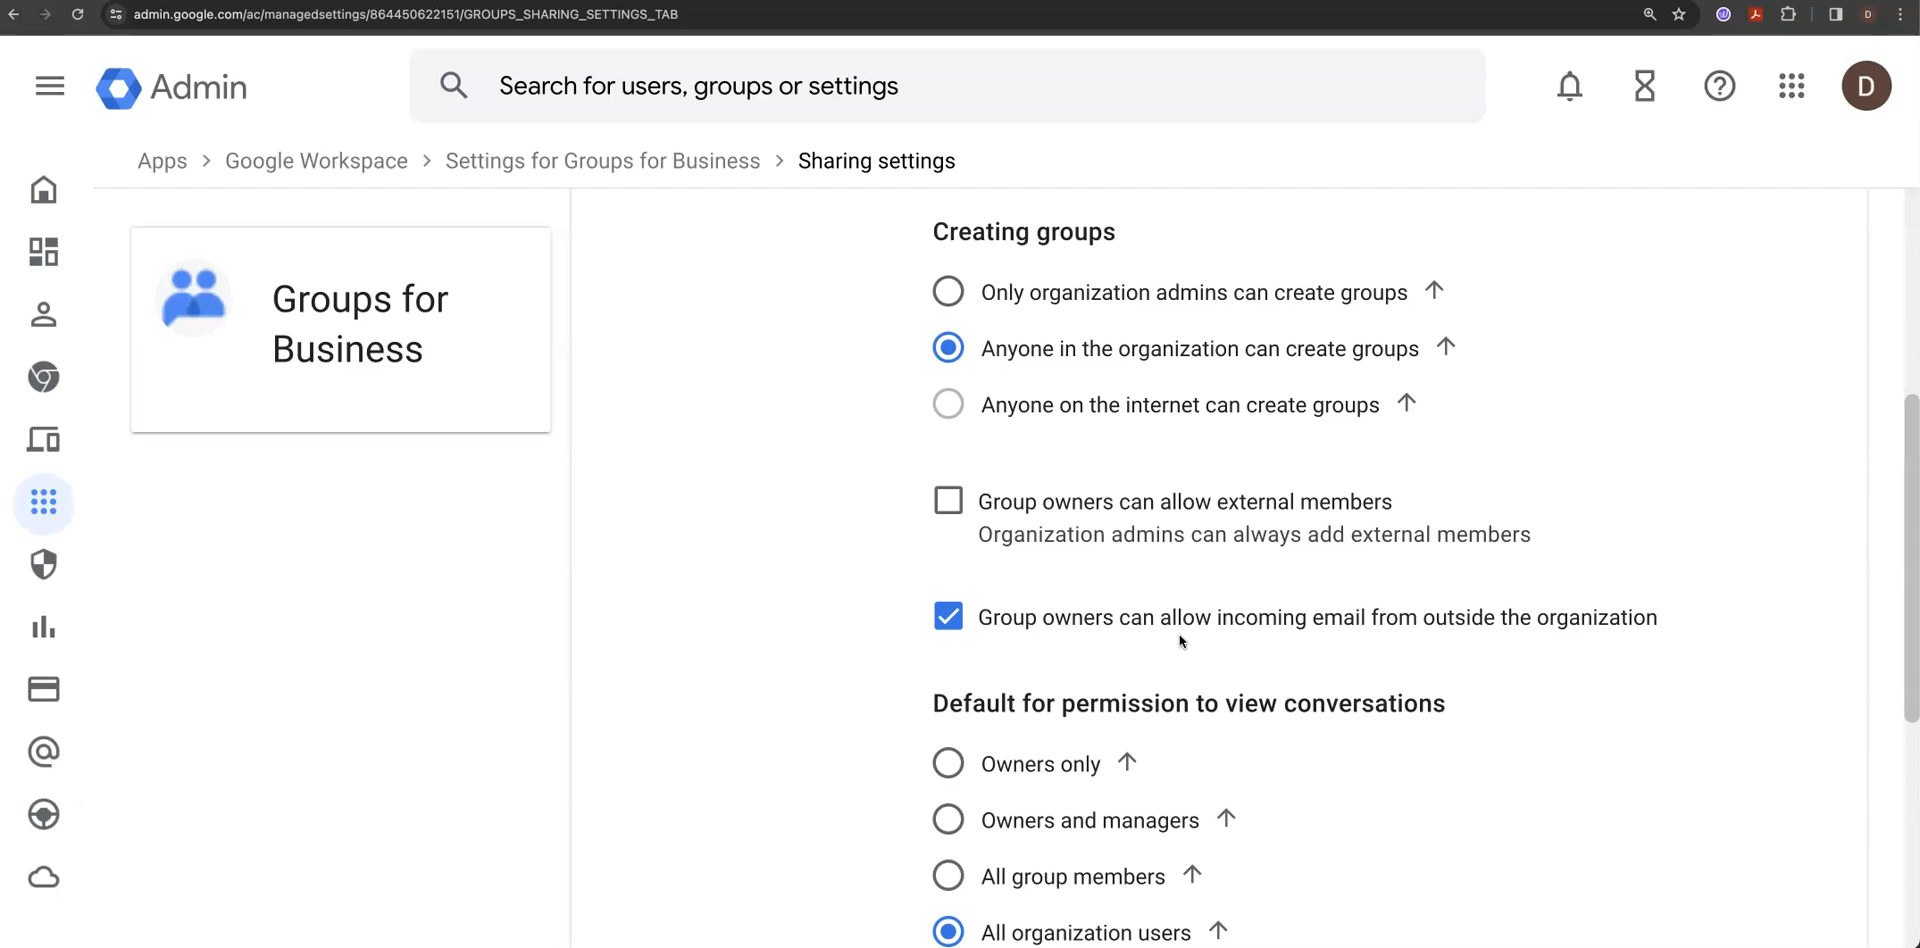 admin.google.com/ac/managedsettings/864450622151/GROUPS_SHARING_SETTINGS_TAB
D
Admin
Search for users, groups or settings
D
Apps > Google Workspace > Settings for Groups for Business > Sharing settings
Groups for
Business
Creating groups
Only organization admins can create groups
Anyone in the organization can create groups
Anyone on the internet can create groups
Group owners can allow external members
Organization admins can always add external members
Group owners can allow incoming email from outside the organization
Default for permission to view conversations
Owners only
Owners and managers
All group members
All organization users